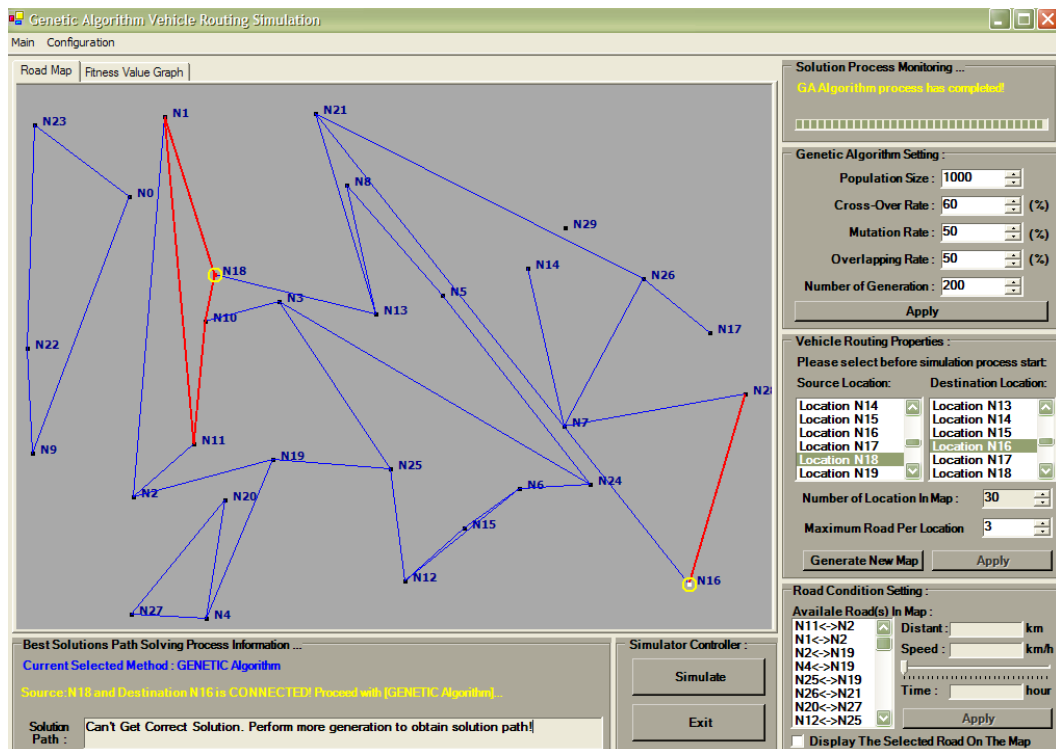 Genetic Algorithm Vehicle Routing Simulation
Main Configuration
Road Map Fitness Value Graph
N1
N21
N23
N8
N0
N29
N18
N14
N26
N3
N5
N10
N13
N17
N22
N28
N7
N11
N9
N19
N25
N2
N20
N6
N24
N15
N12
N16
N27
N4
Solution Process Monitoring ...
GA Algorithm process has completed!
Genetic Algorithm Setting :
Population Size : 1000
Cross-Over Rate : 60 (%)
Mutation Rate : 50 (%)
Overlapping Rate : 50 (%)
Number of Generation : 200
Apply
Vehicle Routing Properties :
Please select before simulation process start:
Source Location: Destination Location:
Location N14 Location N13
Location N15 Location N14
Location N16 Location N15
Location N17 Location N16
Location N18 Location N17
Location N19 Location N18
Number of Location In Map : 30
Maximum Road Per Location 3
Generate New Map Apply
Road Condition Setting :
Availale Road(s) In Map :
N11<->N2
N1<->N2
N2<->N19
N4<->N19
N25<->N19
N26<->N21
N20<->N27
N12<->N25
Distant : km
Speed : km/h
Time : hour
Apply
Display The Selected Road On The Map
Best Solutions Path Solving Process Information ...
Current Selected Method : GENETIC Algorithm
Source:N18 and Destination N16 is CONNECTED! Proceed with [GENETIC Algorithm]...
Solution Path : Can't Get Correct Solution. Perform more generation to obtain solution path!
Simulator Controller :
Simulate
Exit